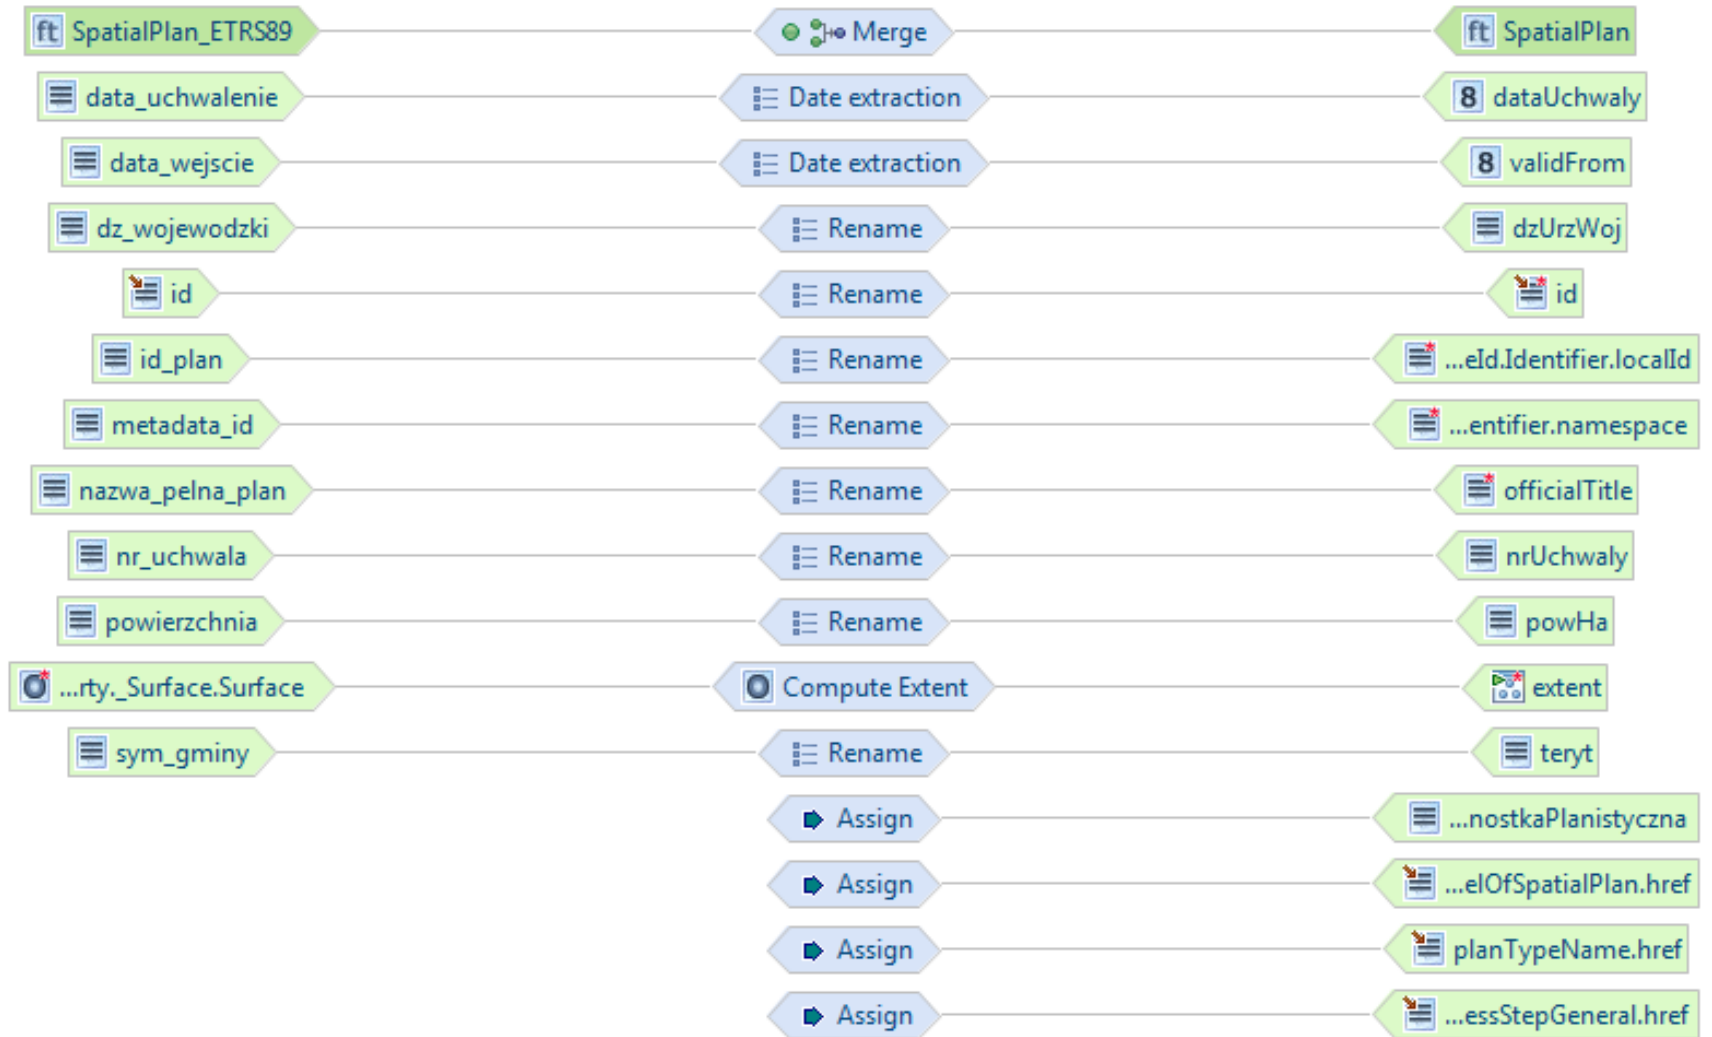 ft SpatialPlan_ETRS89 Merge ft SpatialPlan
data_uchwalenie Date extraction 8 dataUchwaly
data_wejscie Date extraction 8 validFrom
dz_wojewodzki Rename dzUrzWoj
id Rename id
id_plan Rename ...eId.Identifier.localId
metadata_id Rename ...entifier.namespace
nazwa_pelna_plan Rename officialTitle
nr_uchwala Rename nrUchwaly
powierzchnia Rename powHa
...rty._Surface.Surface Compute Extent extent
sym_gminy Rename teryt
Assign ...nostkaPlanistyczna
Assign ...elOfSpatialPlan.href
Assign planTypeName.href
Assign ...essStepGeneral.href